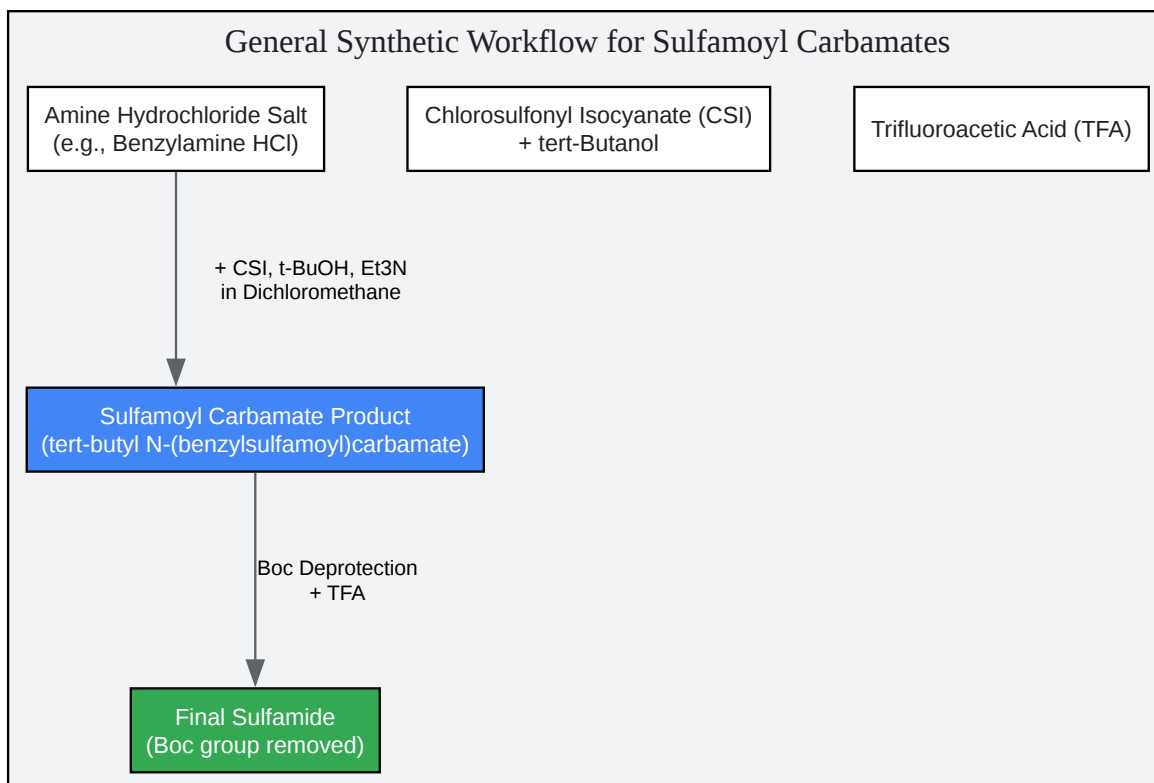 General Synthetic Workflow for Sulfamoyl Carbamates
Amine Hydrochloride Salt
(e.g., Benzylamine HCl)
Chlorosulfonyl Isocyanate (CSI)
+ tert-Butanol
Trifluoroacetic Acid (TFA)
+ CSI, t-BuOH, Et3N
in Dichloromethane
Sulfamoyl Carbamate Product
(tert-butyl N-(benzylsulfamoyl)carbamate)
Boc Deprotection
+ TFA
Final Sulfamide
(Boc group removed)